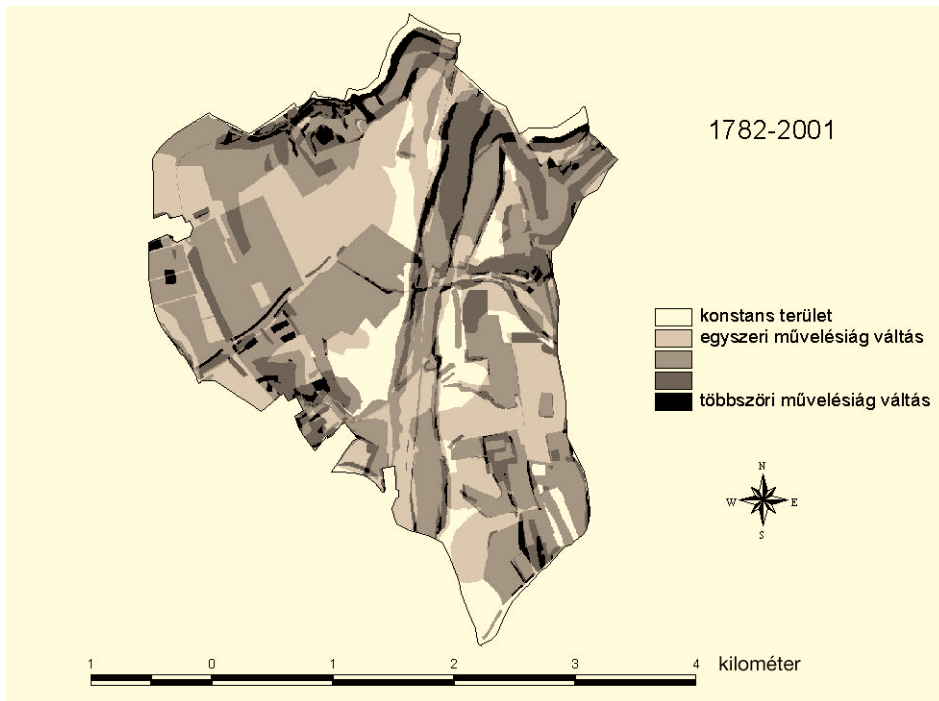 1782-2001
konstans terület
egyszeri művelésiág váltás
többszöri művelésiág váltás
N
W E
S
1 0 1 2 3 4 kilométer